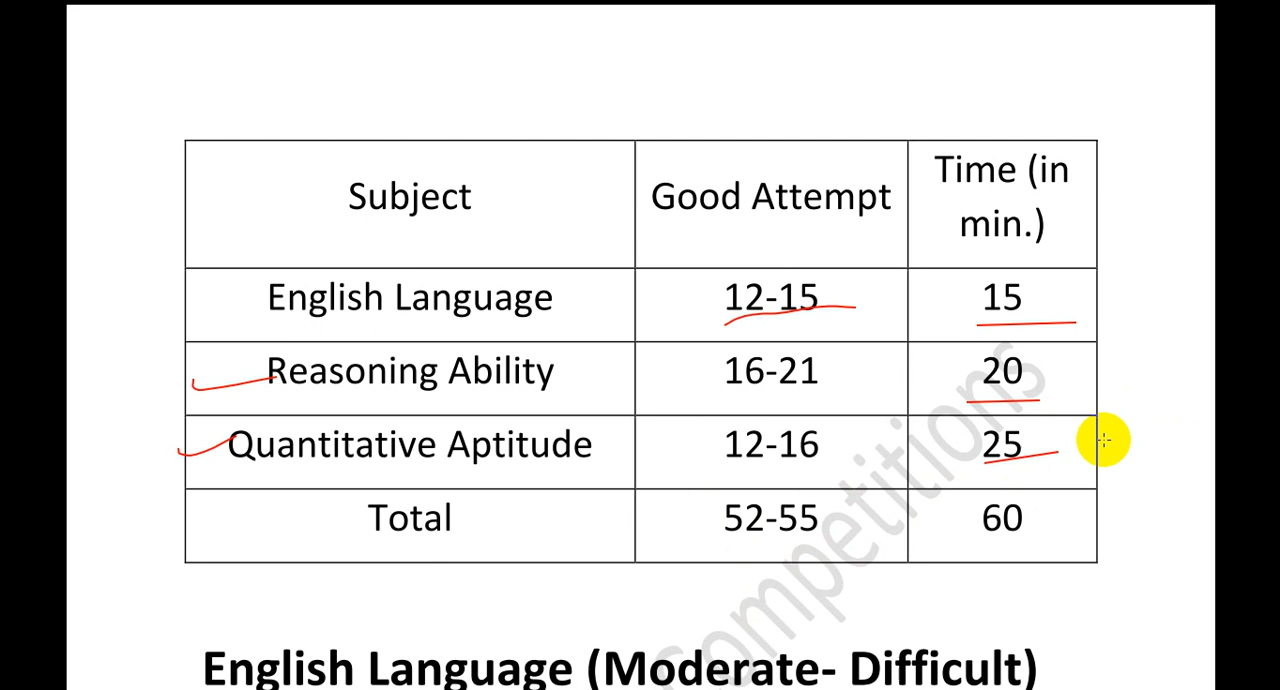 Subject Good Attempt Time (in
min.)
English Language 12-15 15
Reasoning Ability 16-21 20
Quantitative Aptitude 12-16 25
Total 52-55 60
Competitions
English Language (Moderate- Difficult)